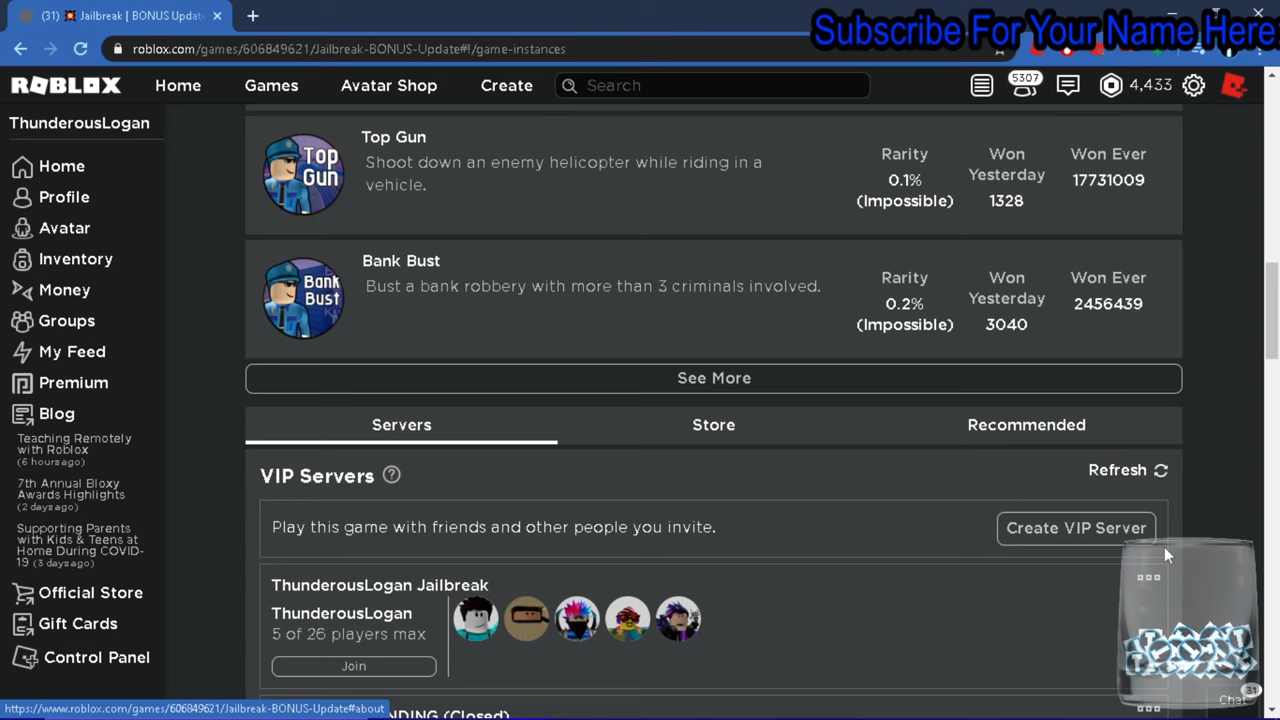 (31) 💥 Jailbreak [ BONUS Updat
Subscribe For Your Name Here
roblox.com/games/606849621/Jailbreak-BONUS-Update#!/game-instances
ROBLOX Home Games Avatar Shop Create Search 5307 4,433
ThunderousLogan
Home
Profile
Avatar
Inventory
Money
Groups
My Feed
Premium
Blog
Teaching Remotely
with Roblox
(6 hours ago)
7th Annual Bloxy
Awards Highlights
(2 days ago)
Supporting Parents
with Kids & Teens at
Home During COVID-
19 (3 days ago)
Official Store
Gift Cards
Control Panel
Top Gun
Top Gun
Shoot down an enemy helicopter while riding in a
vehicle.
Rarity
0.1%
(Impossible)
Won
Yesterday
1328
Won Ever
17731009
Bank Bust
Bank Bust
Bust a bank robbery with more than 3 criminals involved.
Rarity
0.2%
(Impossible)
Won
Yesterday
3040
Won Ever
2456439
See More
Servers Store Recommended
VIP Servers ? Refresh
Play this game with friends and other people you invite. Create VIP Server
ThunderousLogan Jailbreak
ThunderousLogan
5 of 26 players max
Join
NDING (Closed)
Chat 31
https://www.roblox.com/games/606849621/Jailbreak-BONUS-Update#about